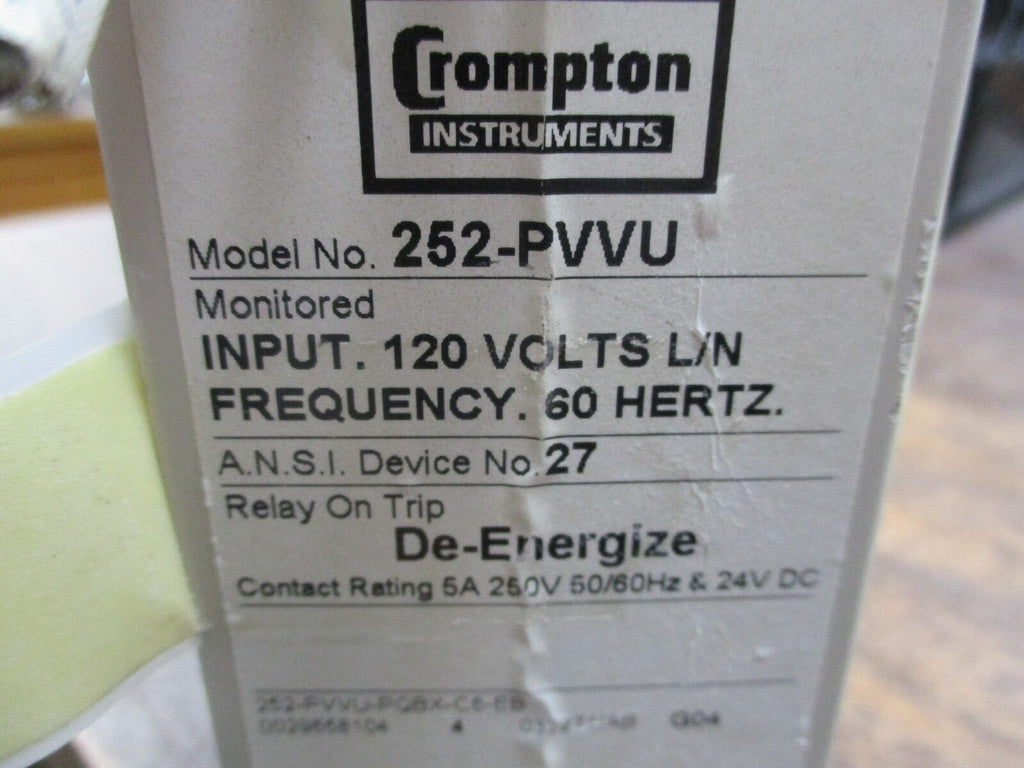 Crompton
INSTRUMENTS
Model No. 252-PVVU
Monitored
INPUT. 120 VOLTS L/N
FREQUENCY. 60 HERTZ.
A.N.S.I. Device No. 27
Relay On Trip
De-Energize
Contact Rating 5A 250V 50/60Hz & 24V DC
252-PVVU-PQBX-C6-EB
0029668104 4 G04